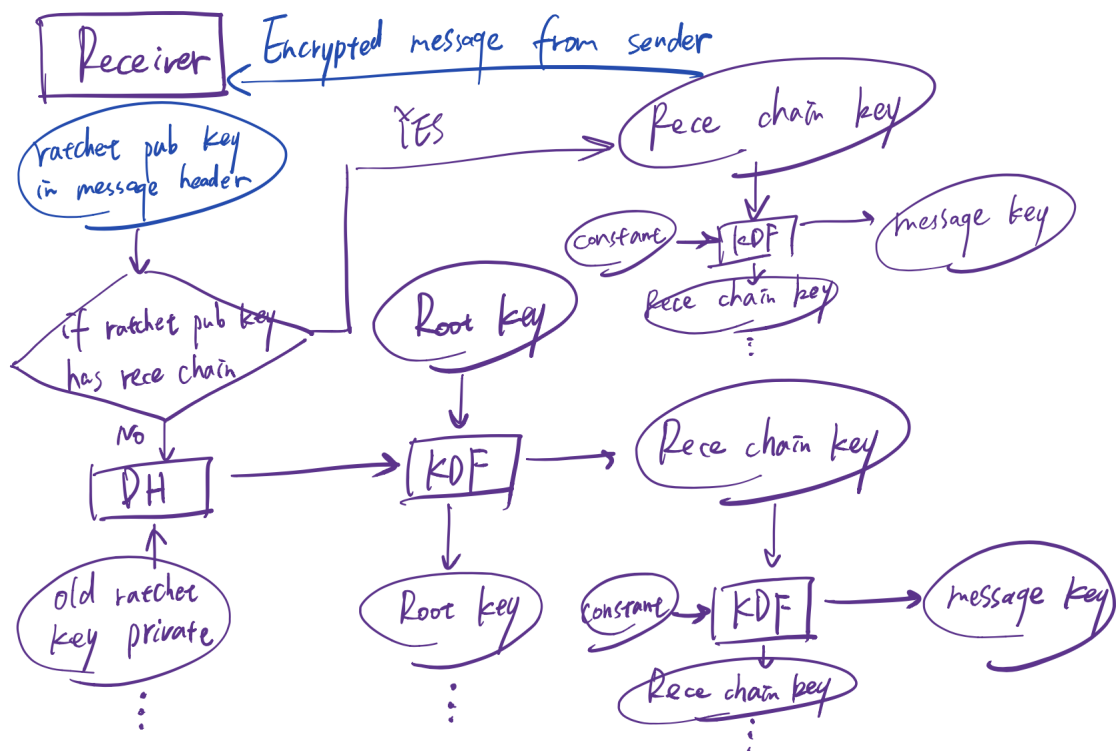 Receiver
Encrypted message from sender
ratchet pub key
in message header
YES
Rece chain key
constant
KDF
message key
Rece chain key
if ratchet pub key
has rece chain
Root key
NO
DH
KDF
Rece chain key
old ratchet
key private
Root key
constant
KDF
message key
Rece chain key